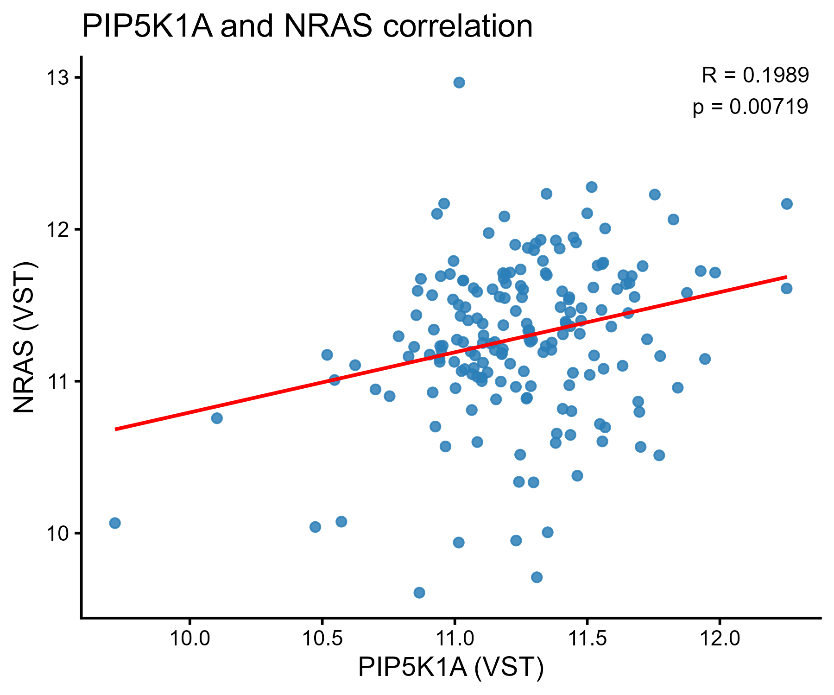 PIP5K1A and NRAS correlation
R = 0.1989
p = 0.00719
13
12
11
10
NRAS (VST)
10.0 10.5 11.0 11.5 12.0
PIP5K1A (VST)